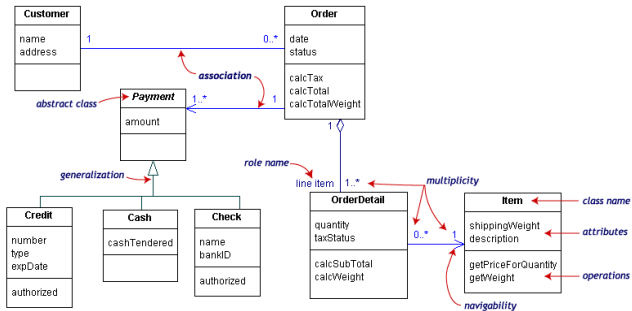 Customer
name
address
1
0..*
Order
date
status
calcTax
calcTotal
calcTotalWeight
association
abstract class
Payment
amount
1..*
1
1
generalization
role name
line item
1..*
multiplicity
Credit
number
type
expDate
authorized
Cash
cashTendered
Check
name
bankID
authorized
OrderDetail
quantity
taxStatus
calcSubTotal
calcWeight
0..*
1
Item
shippingWeight
description
getPriceForQuantity
getWeight
class name
attributes
operations
navigability